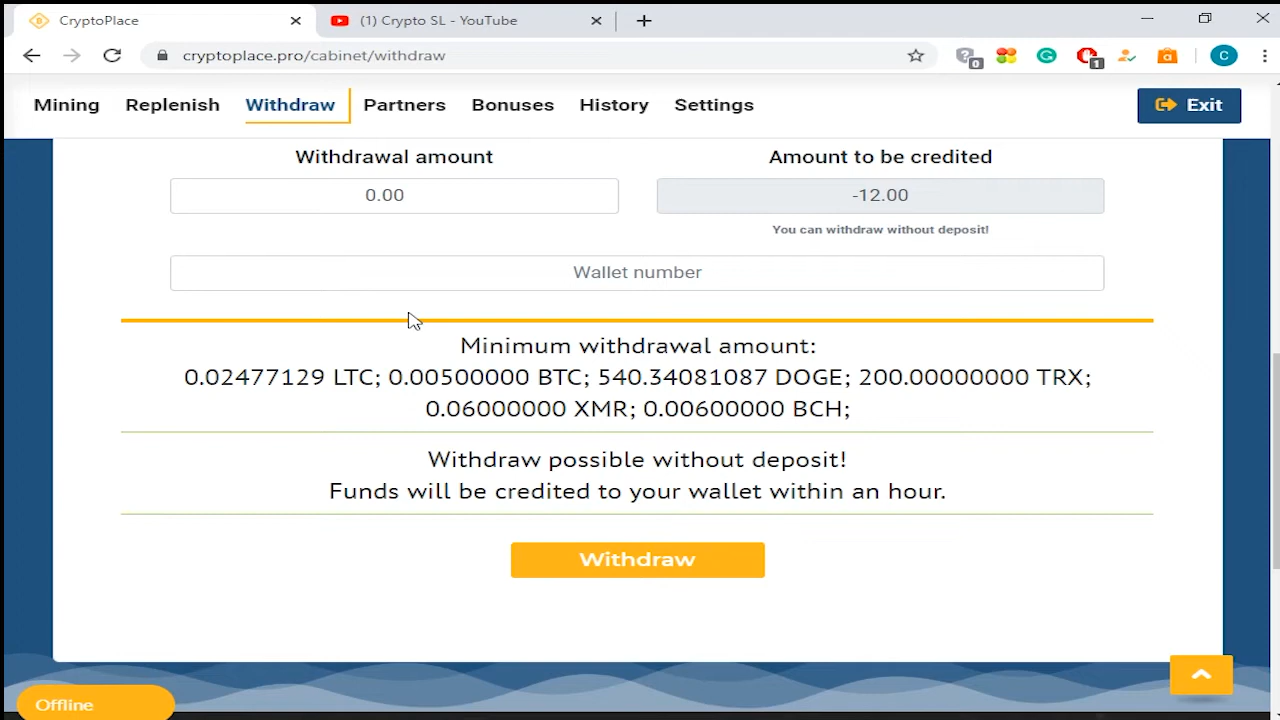 CryptoPlace
(1) Crypto SL - YouTube
cryptoplace.pro/cabinet/withdraw
0
1
C
Mining Replenish Withdraw Partners Bonuses History Settings
Exit
Withdrawal amount
Amount to be credited
0.00
-12.00
You can withdraw without deposit!
Wallet number
Minimum withdrawal amount:
0.02477129 LTC; 0.00500000 BTC; 540.34081087 DOGE; 200.00000000 TRX;
0.06000000 XMR; 0.00600000 BCH;
Withdraw possible without deposit!
Funds will be credited to your wallet within an hour.
Withdraw
Offline